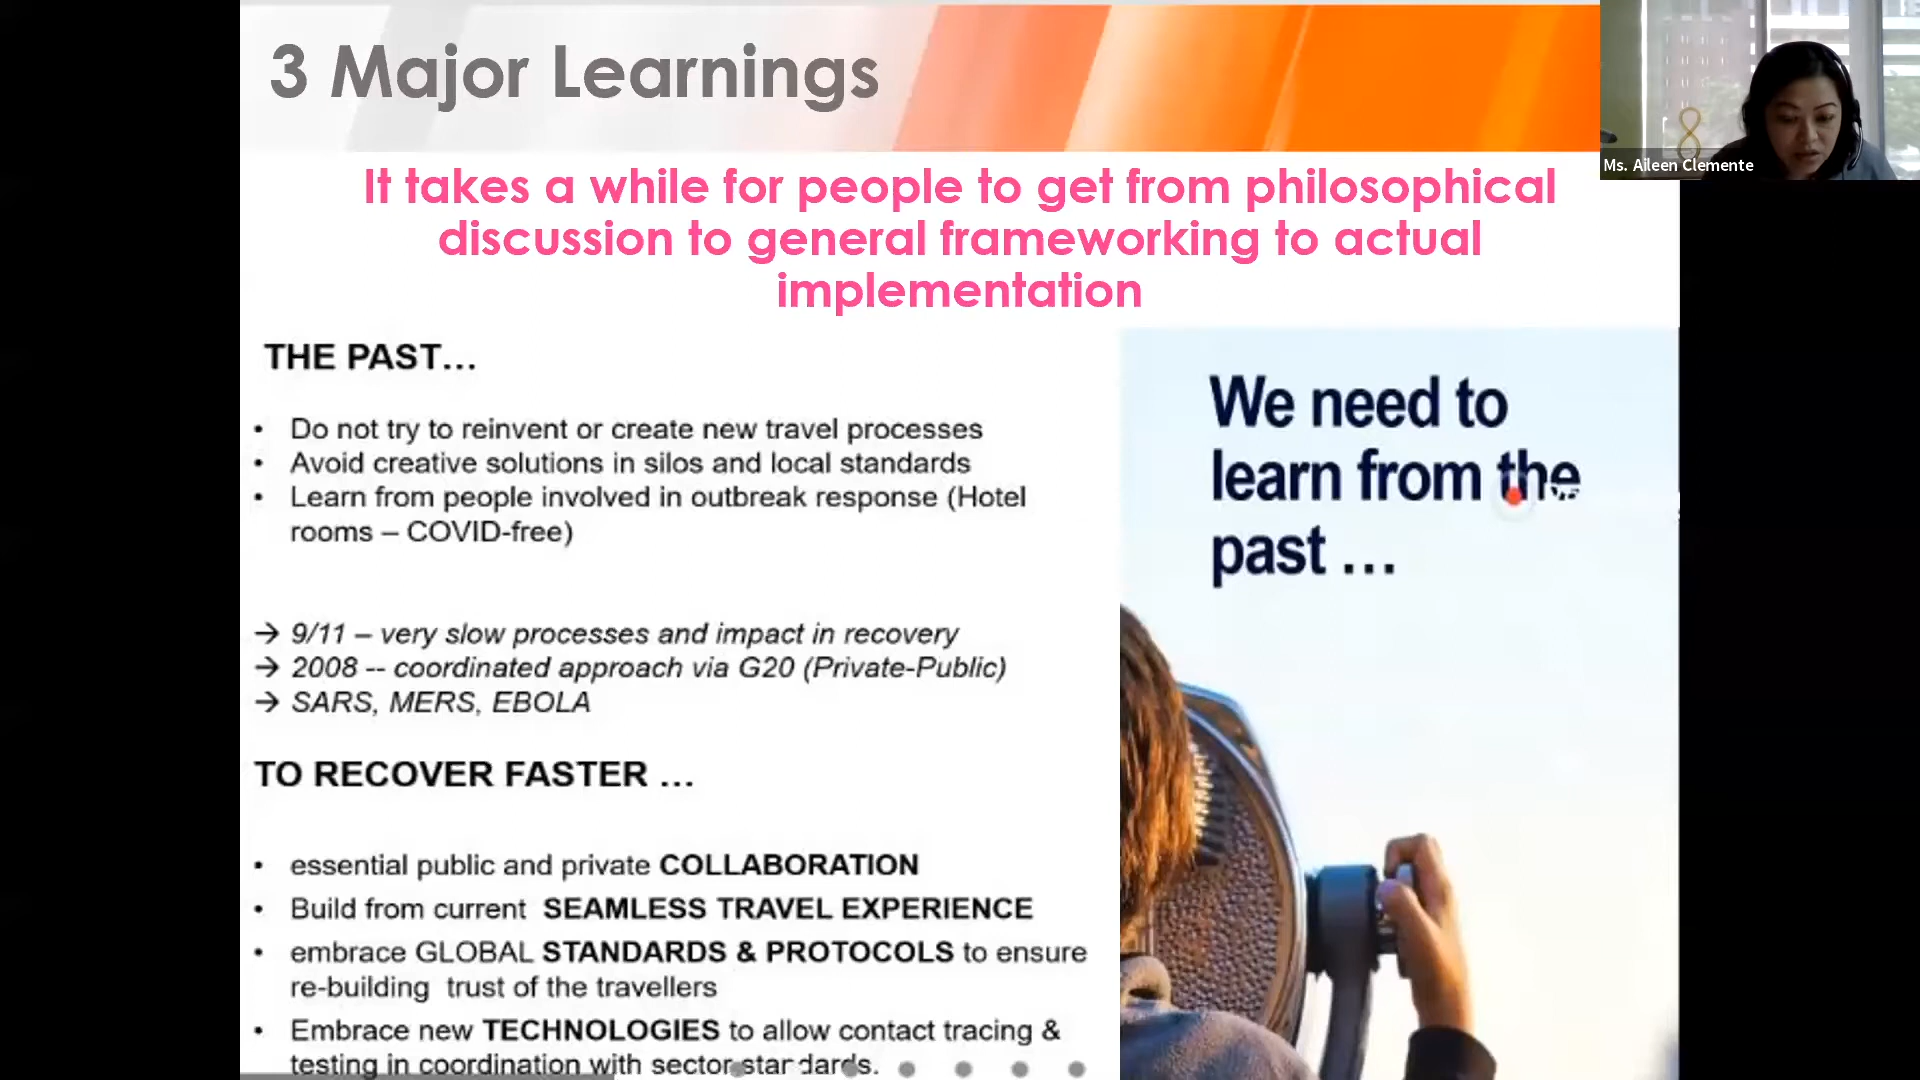 3 Major Learnings
Ms. Aileen Clemente
It takes a while for people to get from philosophical
discussion to general frameworking to actual
implementation
THE PAST...
• Do not try to reinvent or create new travel processes
• Avoid creative solutions in silos and local standards
• Learn from people involved in outbreak response (Hotel
rooms – COVID-free)
→ 9/11 – very slow processes and impact in recovery
→ 2008 -- coordinated approach via G20 (Private-Public)
→ SARS, MERS, EBOLA
TO RECOVER FASTER ...
• essential public and private COLLABORATION
• Build from current SEAMLESS TRAVEL EXPERIENCE
• embrace GLOBAL STANDARDS & PROTOCOLS to ensure
re-building trust of the travellers
• Embrace new TECHNOLOGIES to allow contact tracing &
testing in coordination with sector standards.
We need to
learn from the
past ...